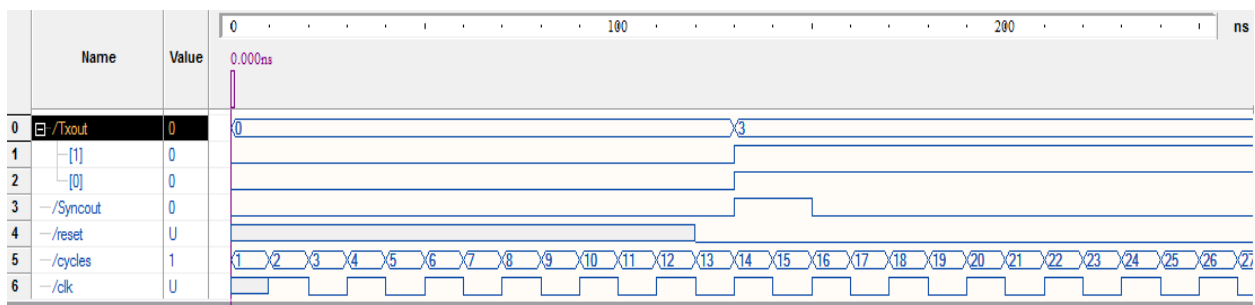 0 100 200 ns
Name Value 0.000ns
0 /Txout 0 0 3
1 [1] 0
2 [0] 0
3 /Syncout 0
4 /reset U
5 /cycles 1 1 2 3 4 5 6 7 8 9 10 11 12 13 14 15 16 17 18 19 20 21 22 23 24 25 26 27
6 /clk U